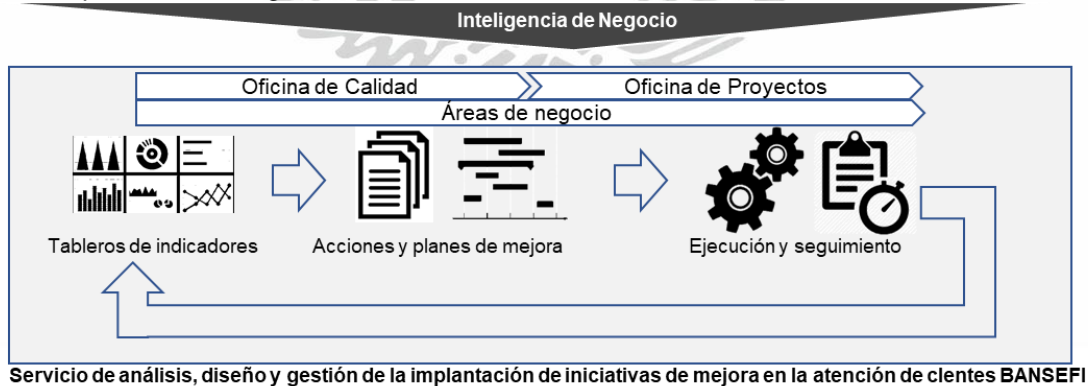 Inteligencia de Negocio
Oficina de Calidad
Oficina de Proyectos
Áreas de negocio
Tableros de indicadores
Acciones y planes de mejora
Ejecución y seguimiento
Servicio de análisis, diseño y gestión de la implantación de iniciativas de mejora en la atención de clentes BANSEFI